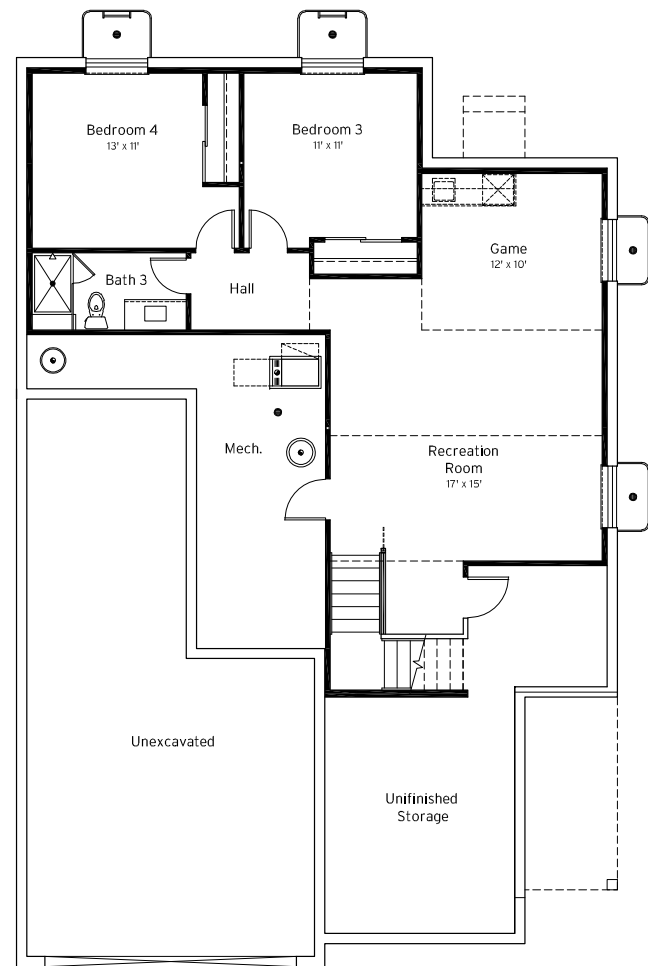 Bedroom 4
13' x 11'
Bedroom 3
11' x 11'
Game
12' x 10'
Bath 3
Hall
Mech.
Recreation
Room
17' x 15'
Unexcavated
Unifinished
Storage